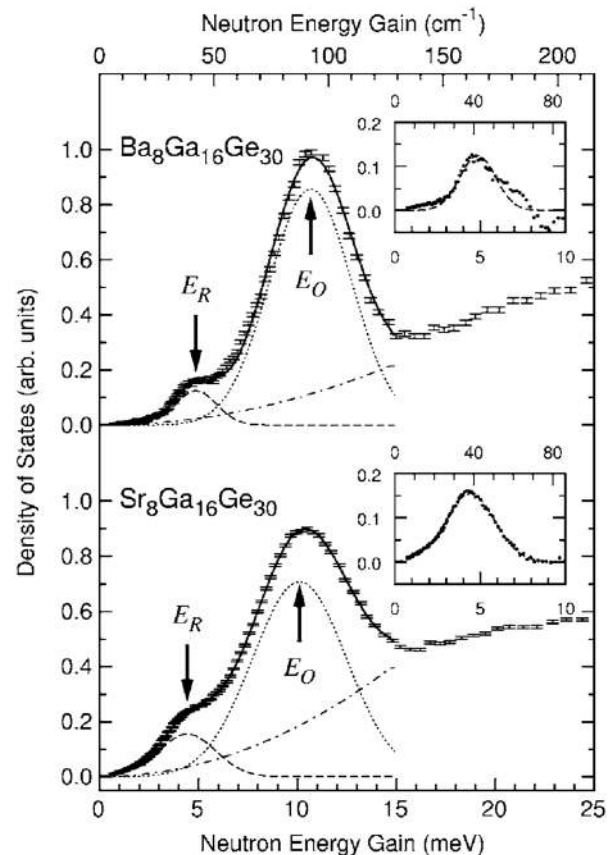 Neutron Energy Gain (cm⁻¹)
0 50 100 150 200
Ba₈Ga₁₆Ge₃₀
0 40 80
0.2
0.1
0.0
0 5 10
1.0
0.8
0.6
0.4
0.2
0.0
E_R
E_O
Density of States (arb. units)
Sr₈Ga₁₆Ge₃₀
0 40 80
0.2
0.1
0.0
0 5 10
1.0
0.8
0.6
0.4
0.2
0.0
E_R
E_O
0 5 10 15 20 25
Neutron Energy Gain (meV)